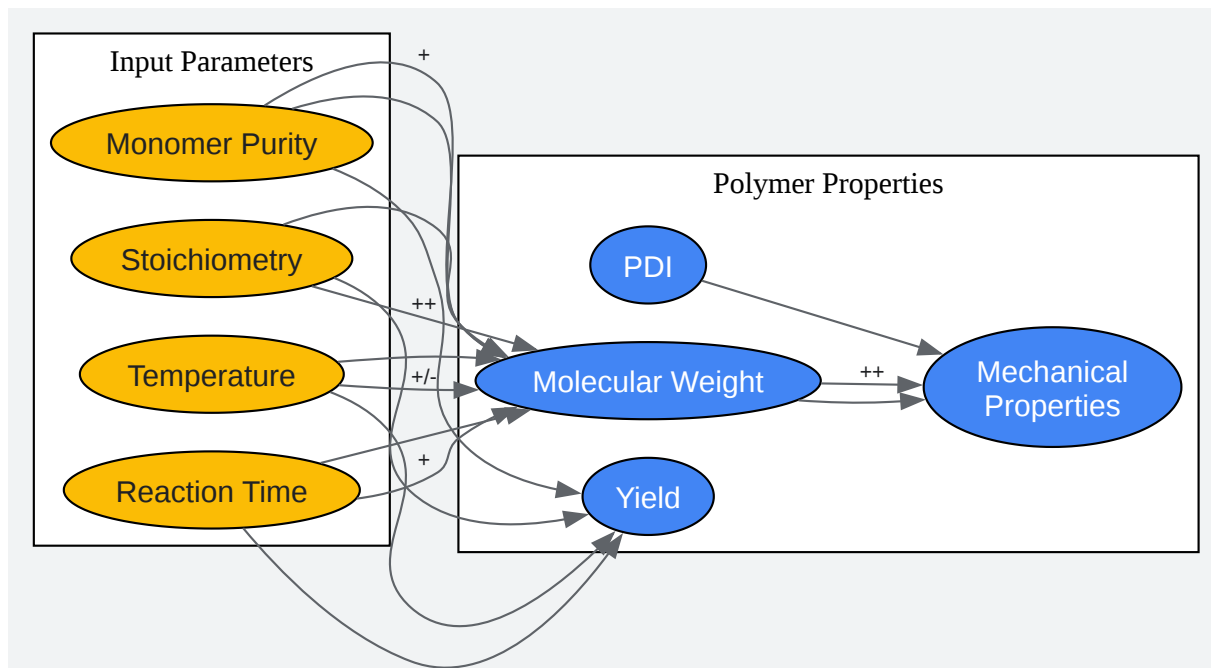 Input Parameters
Monomer Purity
Stoichiometry
Temperature
Reaction Time
+
++
+/-
+
Polymer Properties
PDI
Molecular Weight
Yield
++
Mechanical
Properties